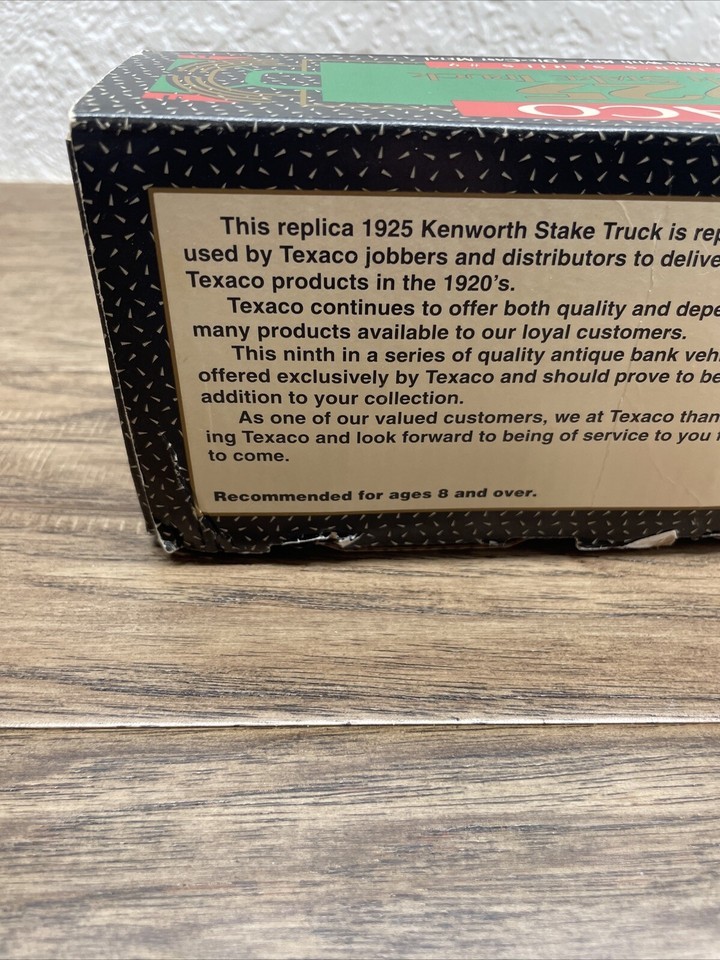 This replica 1925 Kenworth Stake Truck is rep
used by Texaco jobbers and distributors to delive
Texaco products in the 1920's.
Texaco continues to offer both quality and depe
many products available to our loyal customers.
This ninth in a series of quality antique bank veh
offered exclusively by Texaco and should prove to be
addition to your collection.
As one of our valued customers, we at Texaco than
ing Texaco and look forward to being of service to you
to come.
Recommended for ages 8 and over.